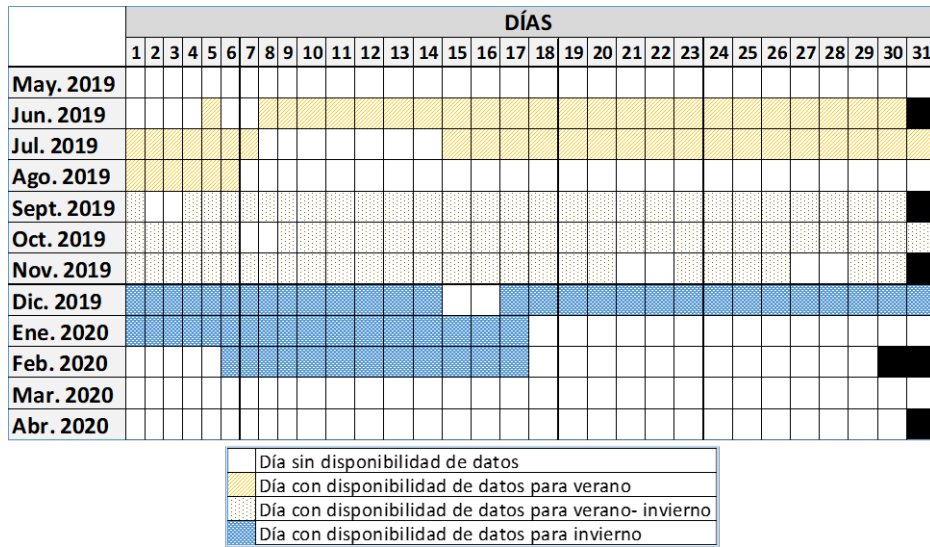 DÍAS
1 2 3 4 5 6 7 8 9 10 11 12 13 14 15 16 17 18 19 20 21 22 23 24 25 26 27 28 29 30 31
May. 2019
Jun. 2019
Jul. 2019
Ago. 2019
Sept. 2019
Oct. 2019
Nov. 2019
Dic. 2019
Ene. 2020
Feb. 2020
Mar. 2020
Abr. 2020
Día sin disponibilidad de datos
Día con disponibilidad de datos para verano
Día con disponibilidad de datos para verano- invierno
Día con disponibilidad de datos para invierno